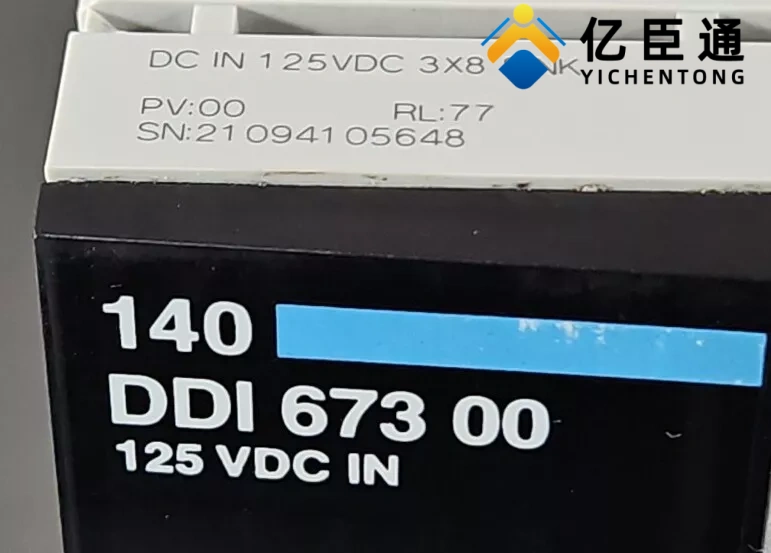 亿臣通
YICHENTONG
DC IN 125VDC 3X8
PV:00 RL:77
SN:21094105648
140
DDI 673 00
125 VDC IN